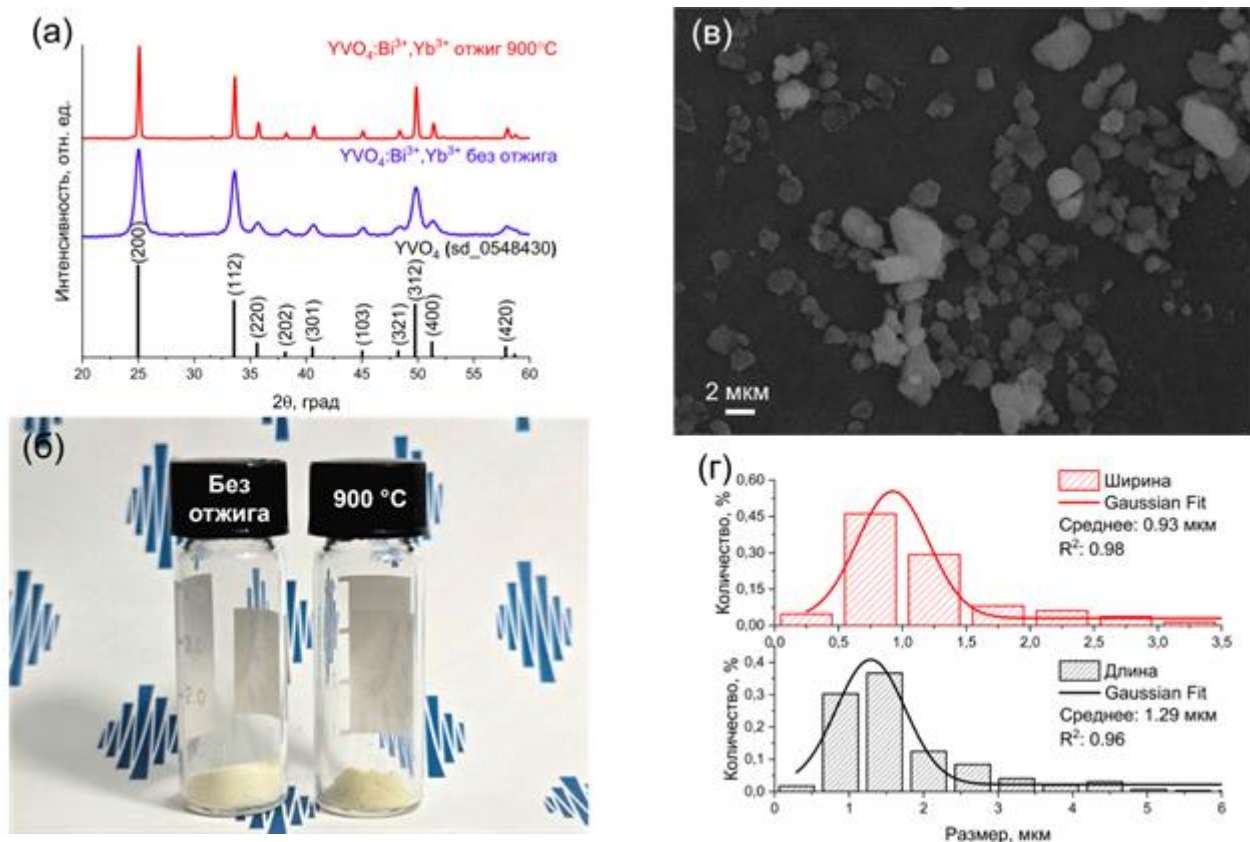 (а)
YVO₄:Bi³⁺,Yb³⁺ отжиг 900°C
YVO₄:Bi³⁺,Yb³⁺ без отжига
YVO₄ (sd_0548430)
Интенсивность, отн. ед.
(200)
(112)
(220)
(202)
(301)
(103)
(321)
(312)
(400)
(420)
20 25 30 35 40 45 50 55 60
2θ, град
(в)
2 мкм
(б)
Без
отжига
900 °C
2.0
(г)
Количество, %
0,60
0,45
0,30
0,15
0,00
Ширина
Gaussian Fit
Среднее: 0.93 мкм
R²: 0.98
0,0 0,5 1,0 1,5 2,0 2,5 3,0 3,5
Количество, %
0,4
0,3
0,2
0,1
0,0
Длина
Gaussian Fit
Среднее: 1.29 мкм
R²: 0.96
0 1 2 3 4 5 6
Размер, мкм